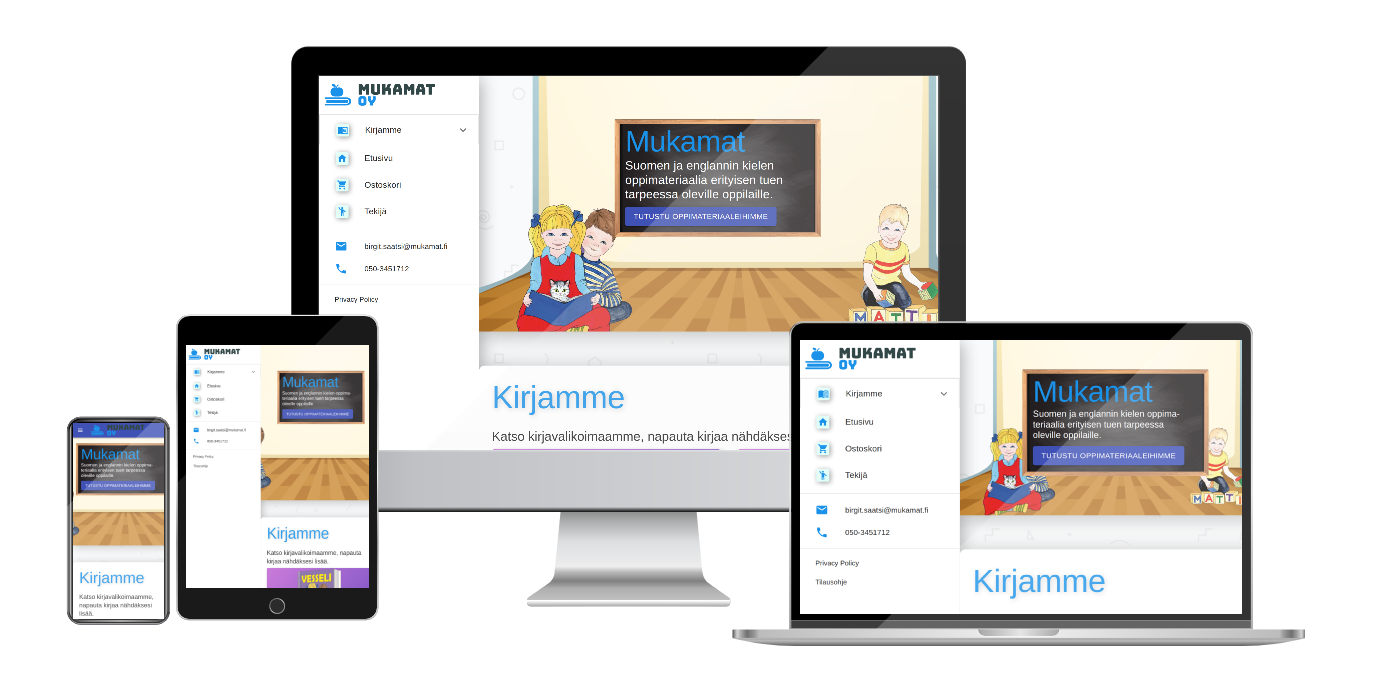 MUKAMAT
OY
Kirjamme
Etusivu
Ostoskori
Tekijä
birgit.saatsi@mukamat.fi
050-3451712
Privacy Policy
Mukamat
Suomen ja englannin kielen
oppimateriaalia erityisen tuen
tarpeessa oleville oppilaille.
TUTUSTU OPPIMATERIAALEIHIMME
MATTI
Kirjamme
Katso kirjavalikoimaamme, napauta kirjaa nähdäkses
MUKAMAT
OY
Mukamat
Suomen ja englannin kielen oppima-
teriaalia erityisen tuen tarpeessa
oleville oppilaille.
TUTUSTU OPPIMATERIAALEIHIMME
Kirjamme
Katso kirjavalikoimaamme,
napauta kirjaa nähdäksesi
lisää.
MUKAMAT
OY
Kirjamme
Etusivu
Ostoskori
Tekijä
birgit.saatsi@mukamat.fi
050-3451712
Privacy Policy
Tilausohje
Mukamat
Suomen ja englannin kielen oppima-
teriaalia erityisen tuen tarpeessa
oleville oppilaille.
TUTUSTU OPPIMATERIAALEIHIMME
Kirjamme
Katso kirjavalikoimaamme, napauta
kirjaa nähdäksesi lisää.
VESSELI
MUKAMAT
OY
Kirjamme
Etusivu
Ostoskori
Tekijä
birgit.saatsi@mukamat.fi
050-3451712
Privacy Policy
Tilausohje
Mukamat
Suomen ja englannin kielen oppima-
teriaalia erityisen tuen tarpeessa
oleville oppilaille.
TUTUSTU OPPIMATERIAALEIHIMME
MATTI
Kirjamme